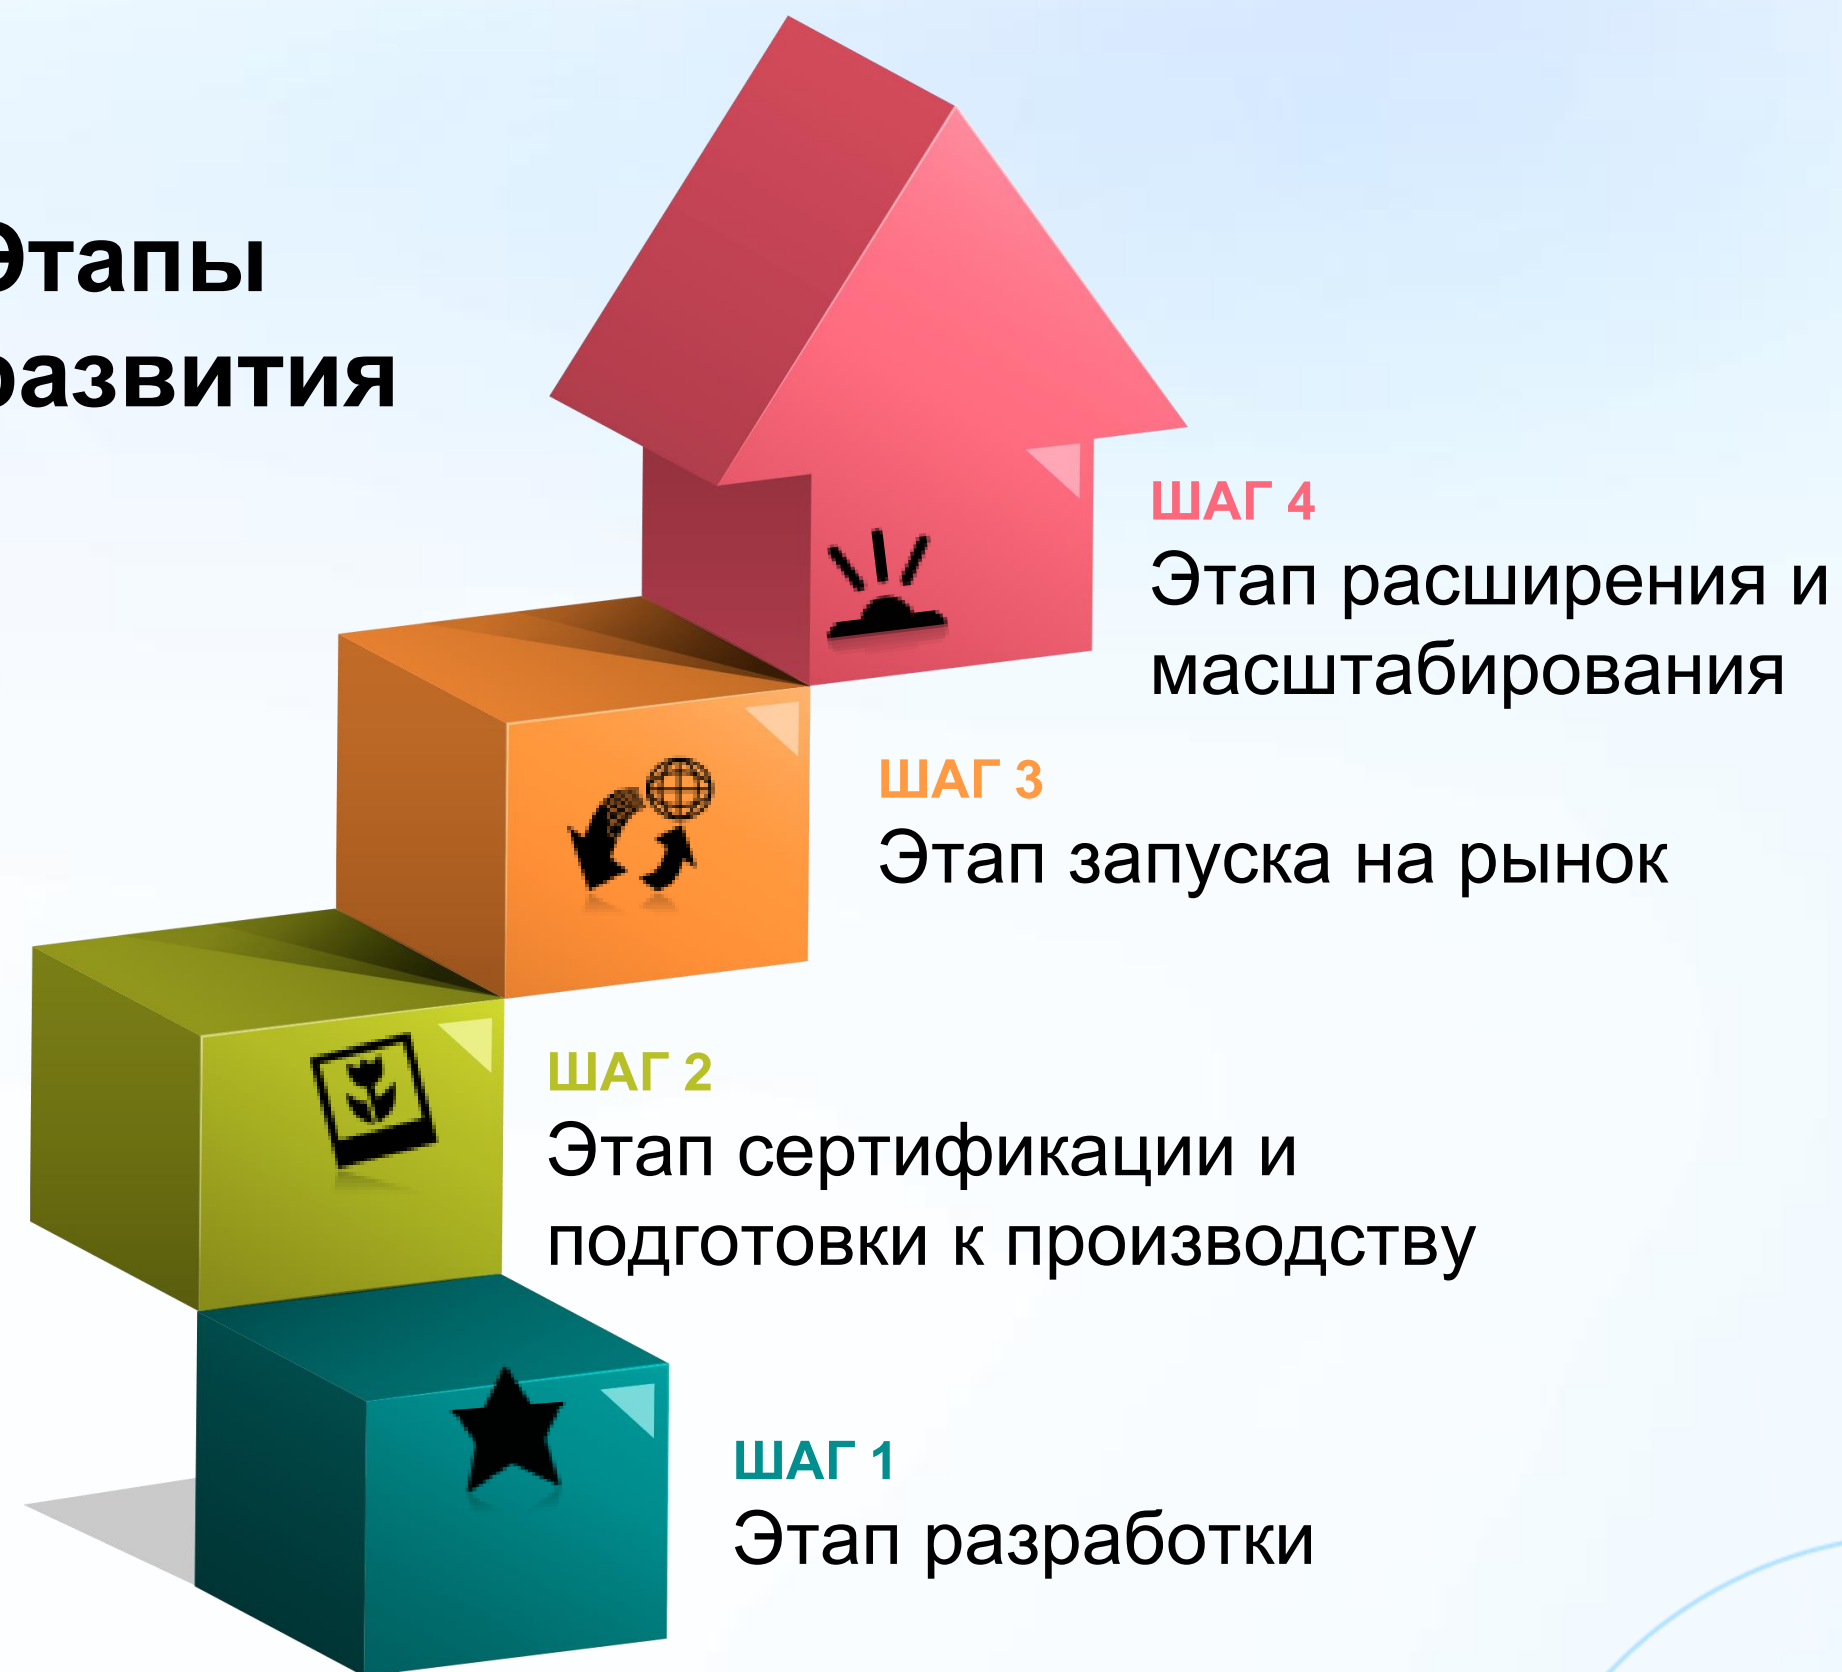 Этапы
развития
ШАГ 4
Этап расширения и
масштабирования
ШАГ 3
Этап запуска на рынок
ШАГ 2
Этап сертификации и
подготовки к производству
ШАГ 1
Этап разработки